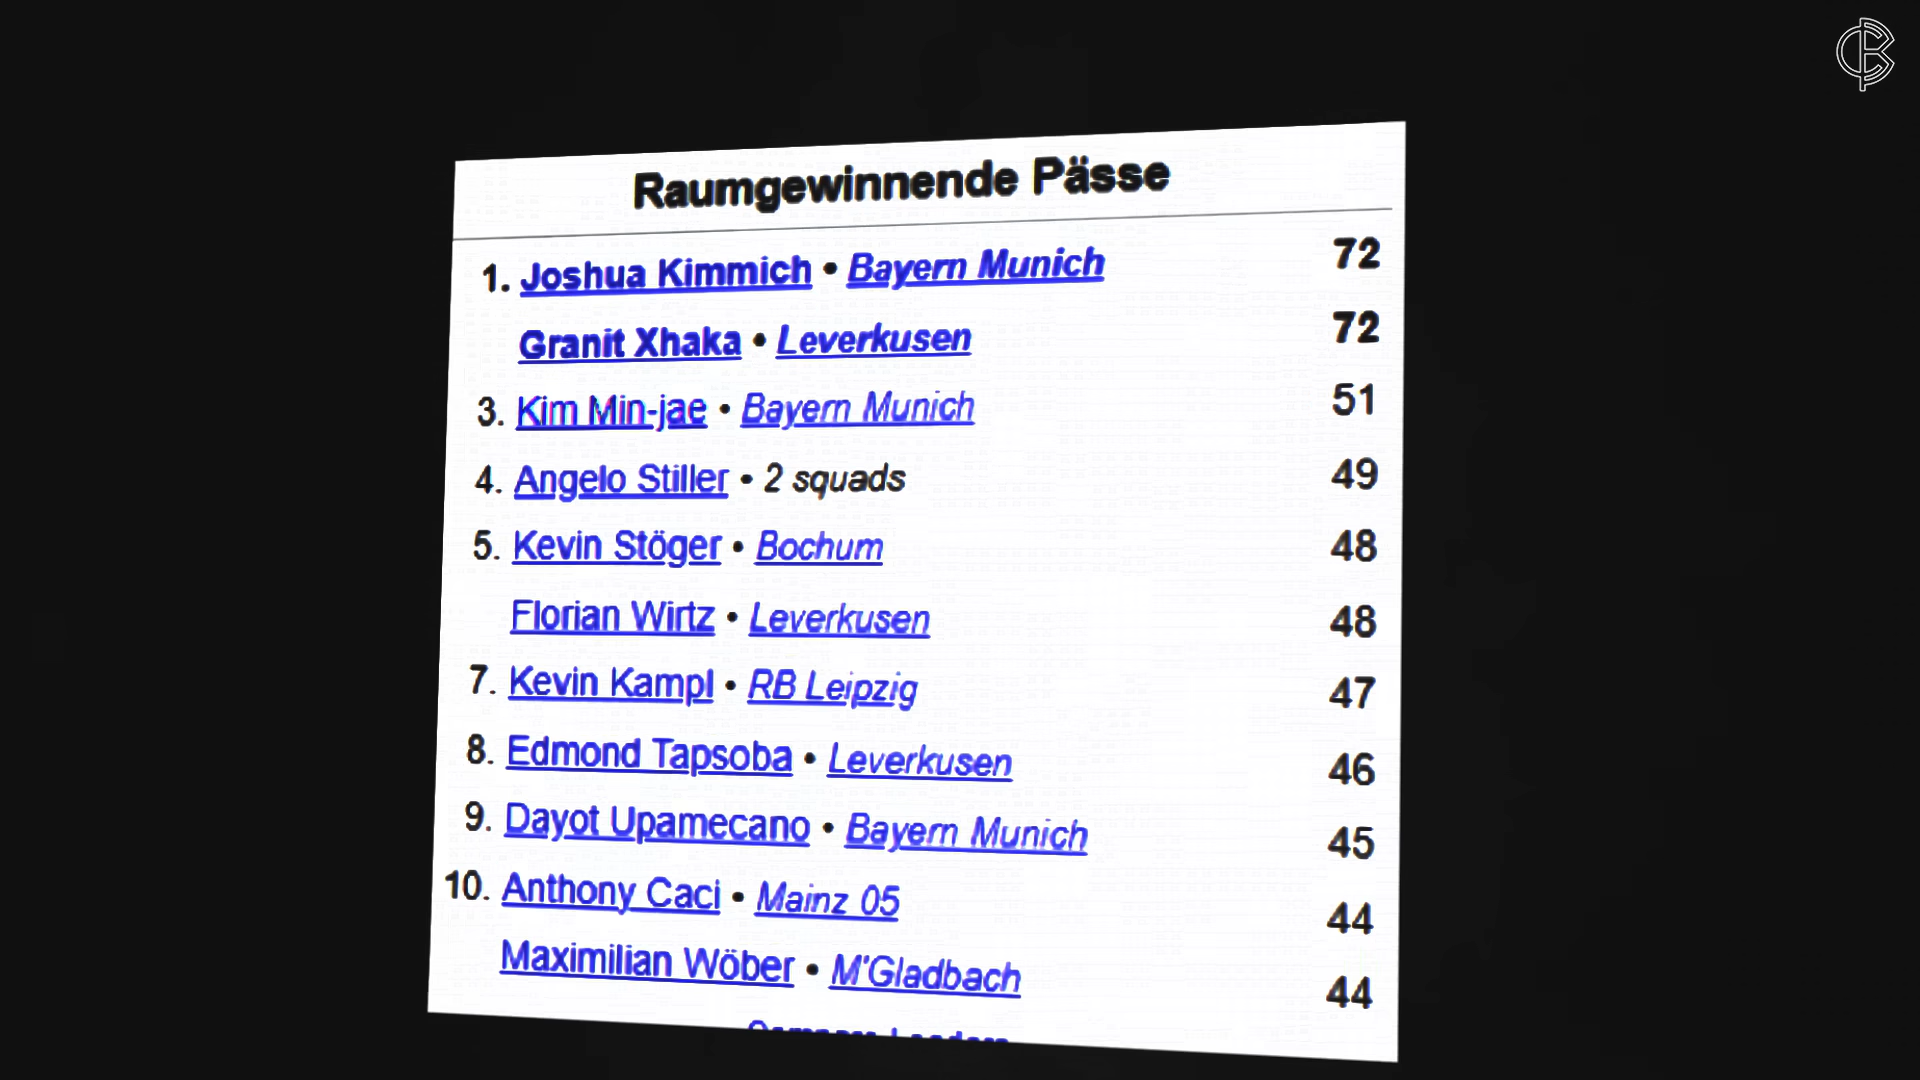 Raumgewinnende Pässe
1. Joshua Kimmich • Bayern Munich 72
Granit Xhaka • Leverkusen 72
3. Kim Min-jae • Bayern Munich 51
4. Angelo Stiller • 2 squads 49
5. Kevin Stöger • Bochum 48
Florian Wirtz • Leverkusen 48
7. Kevin Kampl • RB Leipzig 47
8. Edmond Tapsoba • Leverkusen 46
9. Dayot Upamecano • Bayern Munich 45
10. Anthony Caci • Mainz 05 44
Maximilian Wöber • M'Gladbach 44